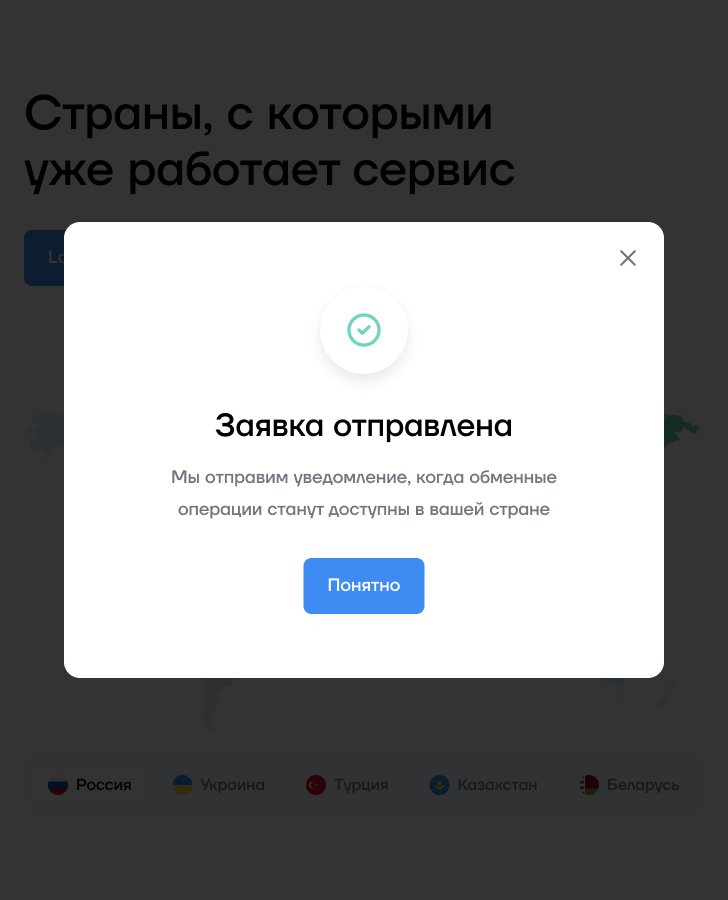 Страны, с которыми
уже работает сервис
Заявка отправлена
Мы отправим уведомление, когда обменные
операции станут доступны в вашей стране
Понятно
Россия Украина Турция Казахстан Беларусь